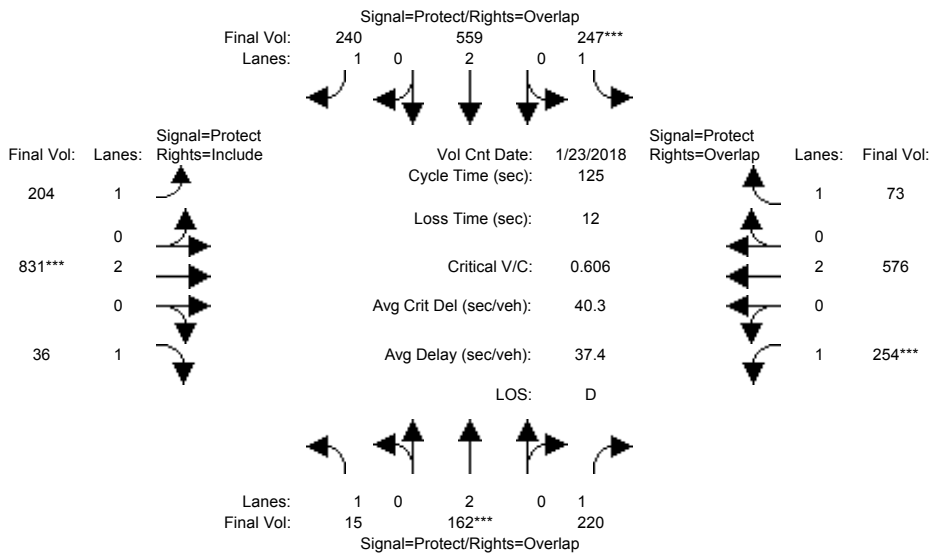 Signal=Protect/Rights=Overlap
Final Vol: 240 559 247***
Lanes: 1 0 2 0 1
Signal=Protect
Final Vol: Lanes: Rights=Include
Vol Cnt Date: 1/23/2018
Signal=Protect
Rights=Overlap Lanes: Final Vol:
Cycle Time (sec): 125
204 1
1 73
Loss Time (sec): 12
0
0
831*** 2
Critical V/C: 0.606
2 576
0
Avg Crit Del (sec/veh): 40.3
0
36 1
Avg Delay (sec/veh): 37.4
1 254***
LOS: D
Lanes: 1 0 2 0 1
Final Vol: 15 162*** 220
Signal=Protect/Rights=Overlap